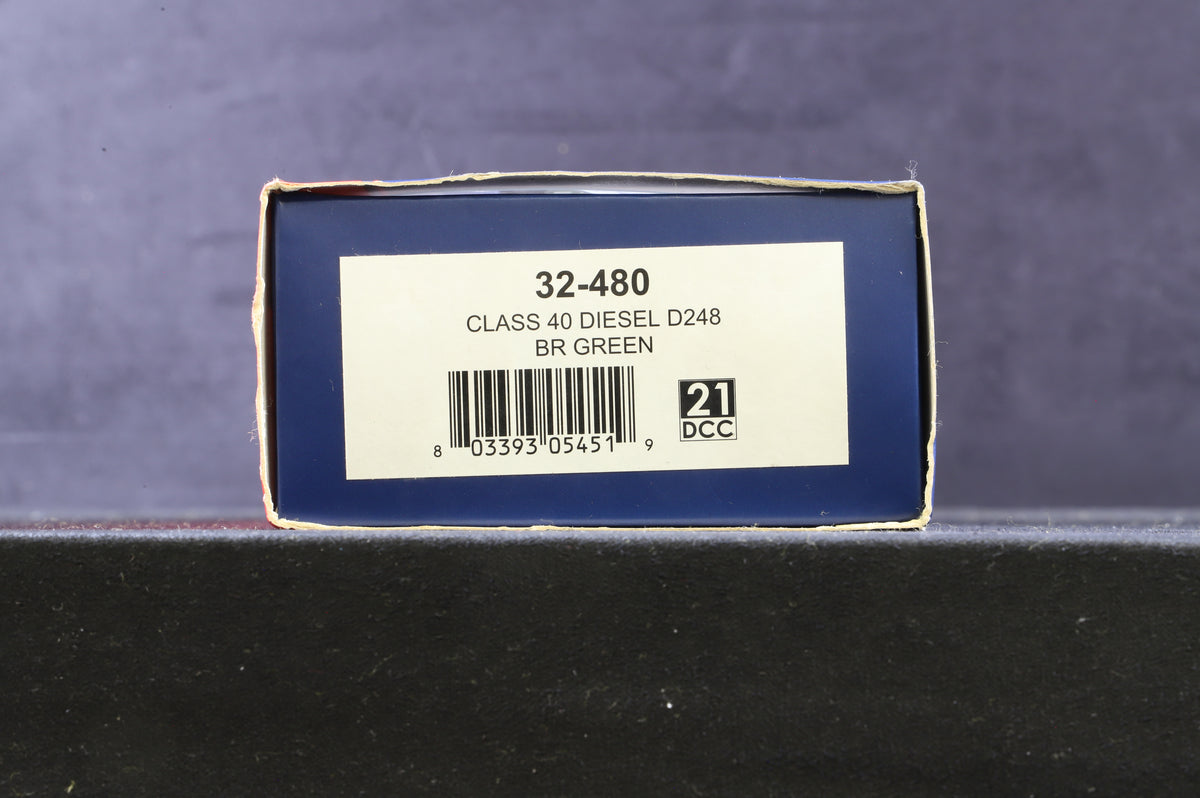 32-480
CLASS 40 DIESEL D248
BR GREEN
21
DCC
8 03393 05451 9